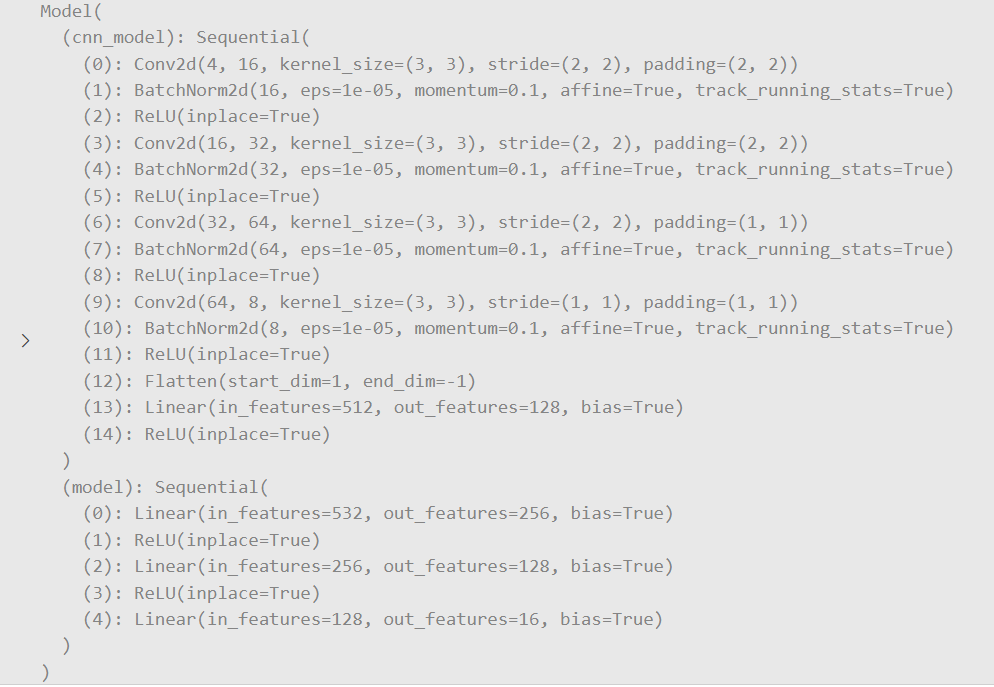 Model(
(cnn_model): Sequential(
(0): Conv2d(4, 16, kernel_size=(3, 3), stride=(2, 2), padding=(2, 2))
(1): BatchNorm2d(16, eps=1e-05, momentum=0.1, affine=True, track_running_stats=True)
(2): ReLU(inplace=True)
(3): Conv2d(16, 32, kernel_size=(3, 3), stride=(2, 2), padding=(2, 2))
(4): BatchNorm2d(32, eps=1e-05, momentum=0.1, affine=True, track_running_stats=True)
(5): ReLU(inplace=True)
(6): Conv2d(32, 64, kernel_size=(3, 3), stride=(2, 2), padding=(1, 1))
(7): BatchNorm2d(64, eps=1e-05, momentum=0.1, affine=True, track_running_stats=True)
(8): ReLU(inplace=True)
(9): Conv2d(64, 8, kernel_size=(3, 3), stride=(1, 1), padding=(1, 1))
(10): BatchNorm2d(8, eps=1e-05, momentum=0.1, affine=True, track_running_stats=True)
(11): ReLU(inplace=True)
(12): Flatten(start_dim=1, end_dim=-1)
(13): Linear(in_features=512, out_features=128, bias=True)
(14): ReLU(inplace=True)
)
(model): Sequential(
(0): Linear(in_features=532, out_features=256, bias=True)
(1): ReLU(inplace=True)
(2): Linear(in_features=256, out_features=128, bias=True)
(3): ReLU(inplace=True)
(4): Linear(in_features=128, out_features=16, bias=True)
)
)